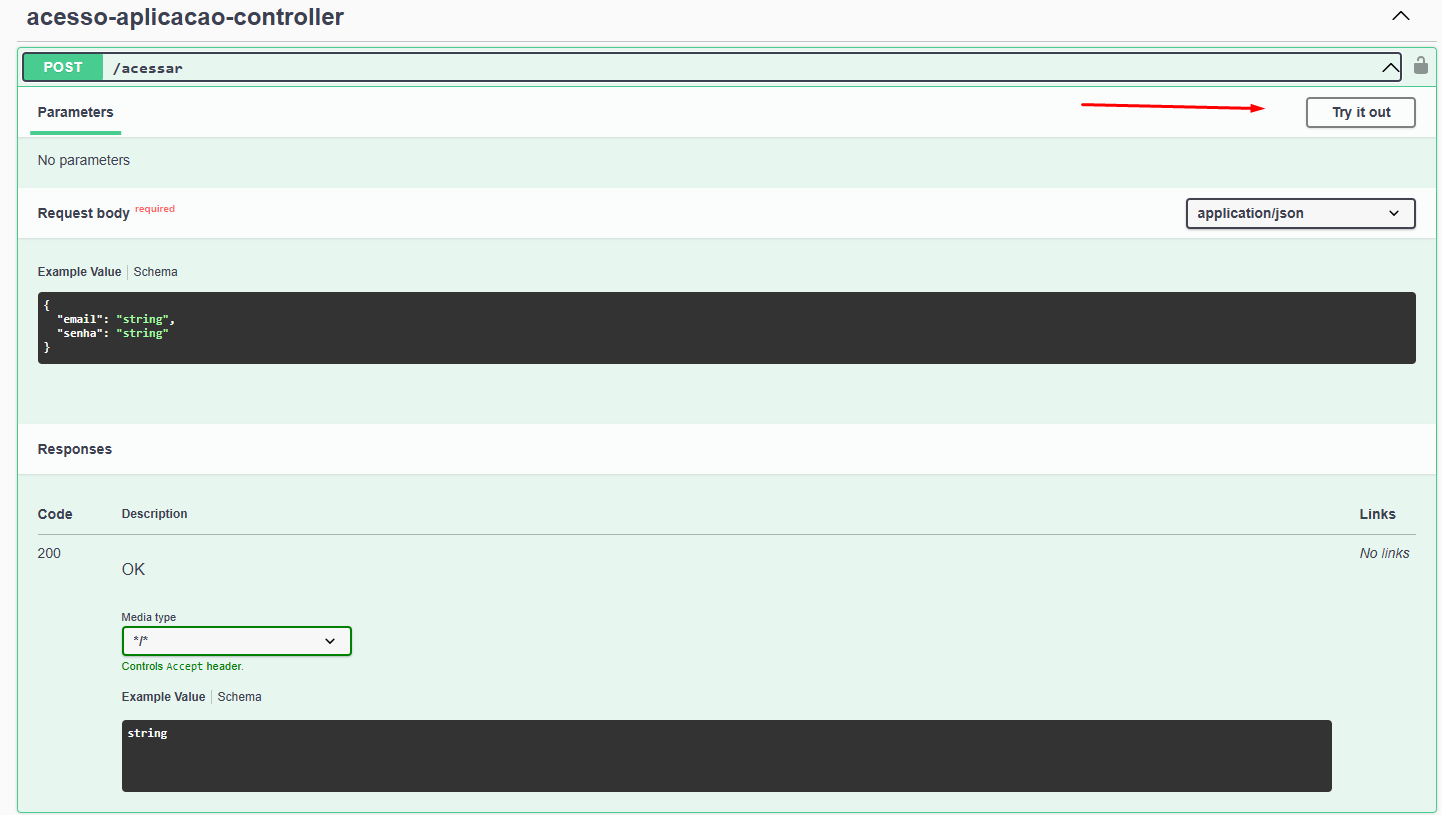 acesso-aplicacao-controller
POST /acessar
Parameters
Try it out
No parameters
Request body required
application/json
Example Value Schema
{
"email": "string",
"senha": "string"
}
Responses
Code Description Links
200
OK
No links
Media type
*/*
Controls Accept header.
Example Value Schema
string